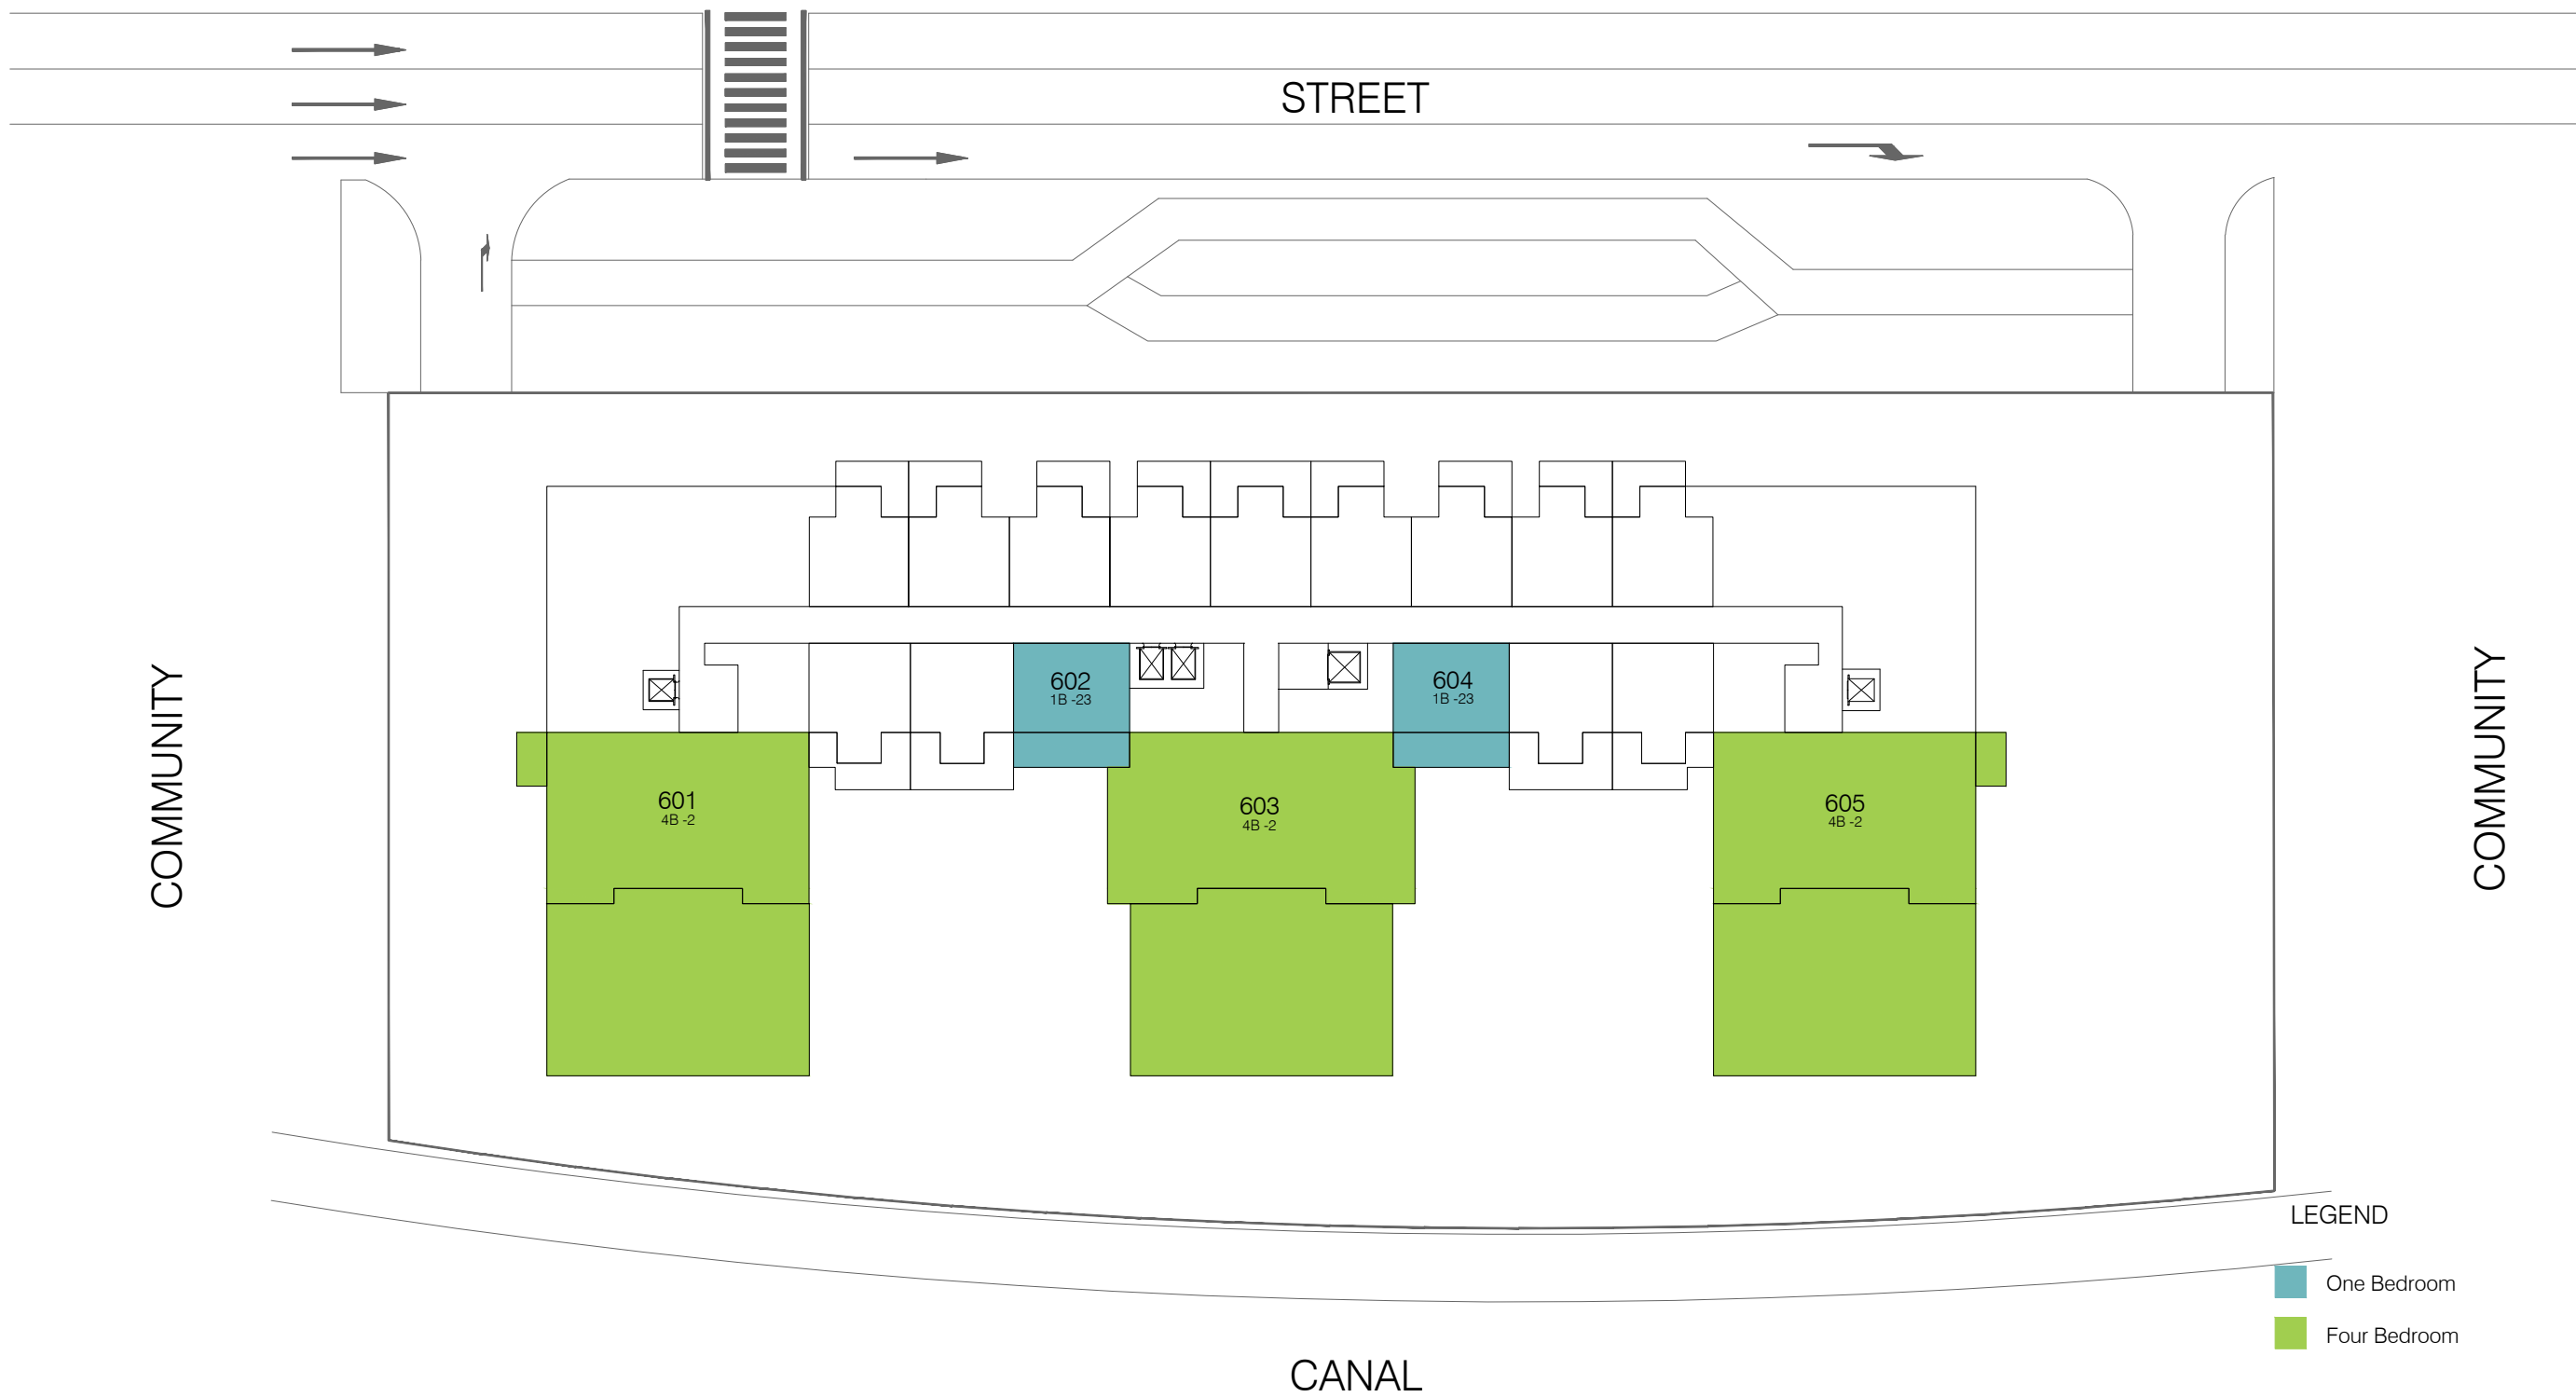 STREET
COMMUNITY
COMMUNITY
602
1B -23
604
1B -23
601
4B -2
603
4B -2
605
4B -2
LEGEND
One Bedroom
Four Bedroom
CANAL